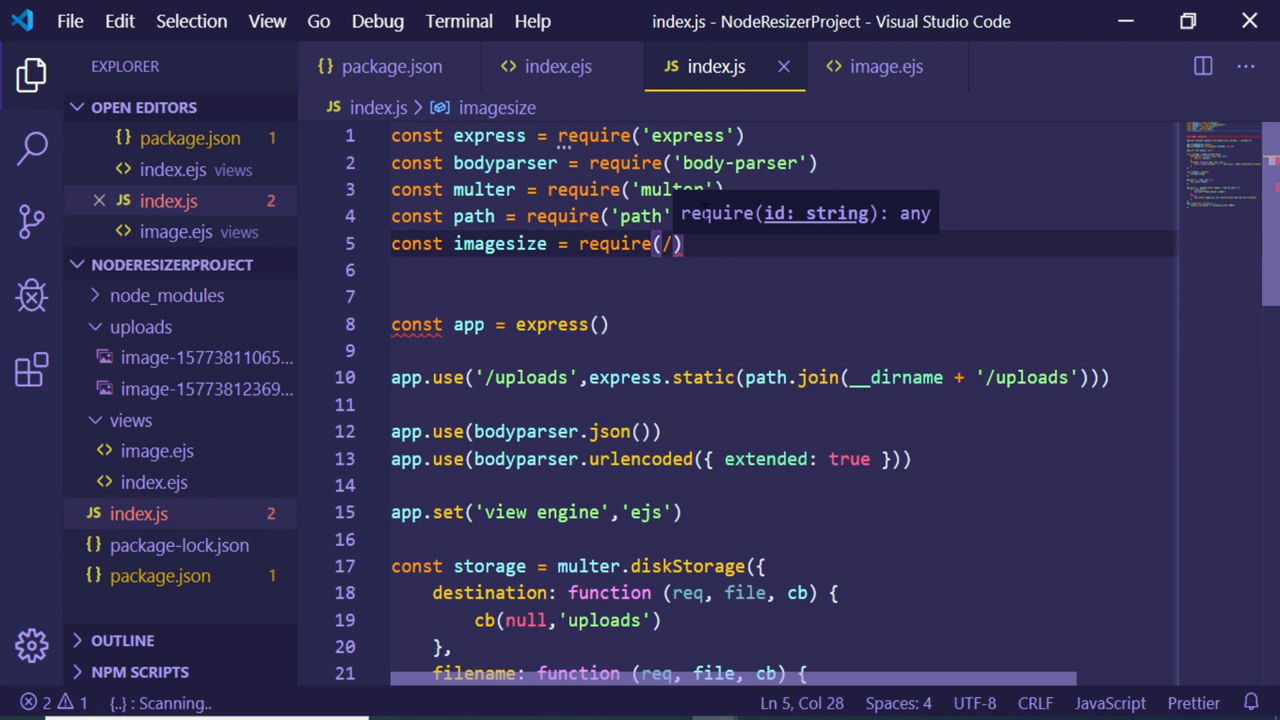 File Edit Selection View Go Debug Terminal Help index.js - NodeResizerProject - Visual Studio Code
EXPLORER
OPEN EDITORS
{} package.json 1
<> index.ejs views
JS index.js 2
<> image.ejs views
NODERESIZERPROJECT
node_modules
uploads
image-15773811065...
image-15773812369...
views
<> image.ejs
<> index.ejs
JS index.js 2
{} package-lock.json
{} package.json 1
OUTLINE
NPM SCRIPTS
{} package.json <> index.ejs JS index.js <> image.ejs
JS index.js > imagesize
1 const express = require('express')
2 const bodyparser = require('body-parser')
3 const multer = require('multer')
4 const path = require('path'
require(id: string): any
5 const imagesize = require(/)
6
7
8 const app = express()
9
10 app.use('/uploads',express.static(path.join(__dirname + '/uploads')))
11
12 app.use(bodyparser.json())
13 app.use(bodyparser.urlencoded({ extended: true }))
14
15 app.set('view engine','ejs')
16
17 const storage = multer.diskStorage({
18 destination: function (req, file, cb) {
19 cb(null,'uploads')
20 },
21 filename: function (req, file, cb) {
2 1 {..} : Scanning.. Ln 5, Col 28 Spaces: 4 UTF-8 CRLF JavaScript Prettier